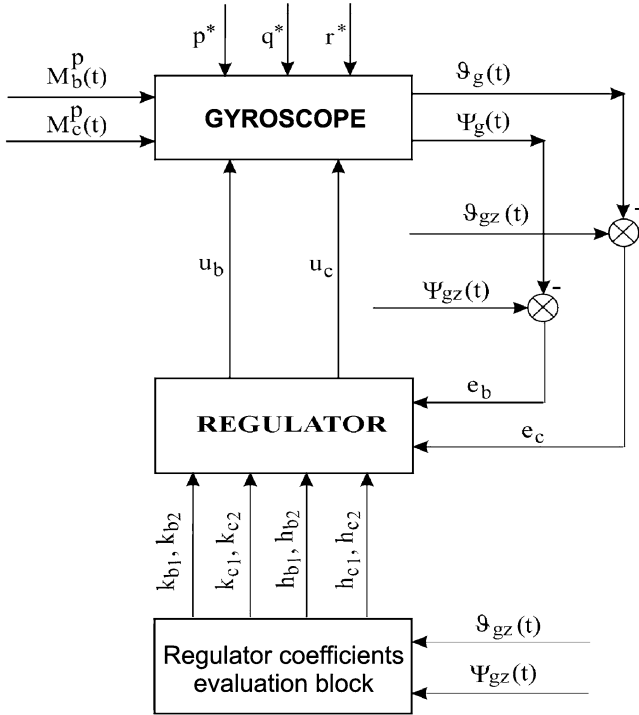 p* q* r*
M_b^p(t)
M_c^p(t)
GYROSCOPE
ϑ_g(t)
Ψ_g(t)
-
ϑ_gz(t)
-
Ψ_gz(t)
u_b u_c
REGULATOR
e_b
e_c
k_b1, k_b2
k_c1, k_c2
h_b1, h_b2
h_c1, h_c2
Regulator coefficients
evaluation block
ϑ_gz(t)
Ψ_gz(t)